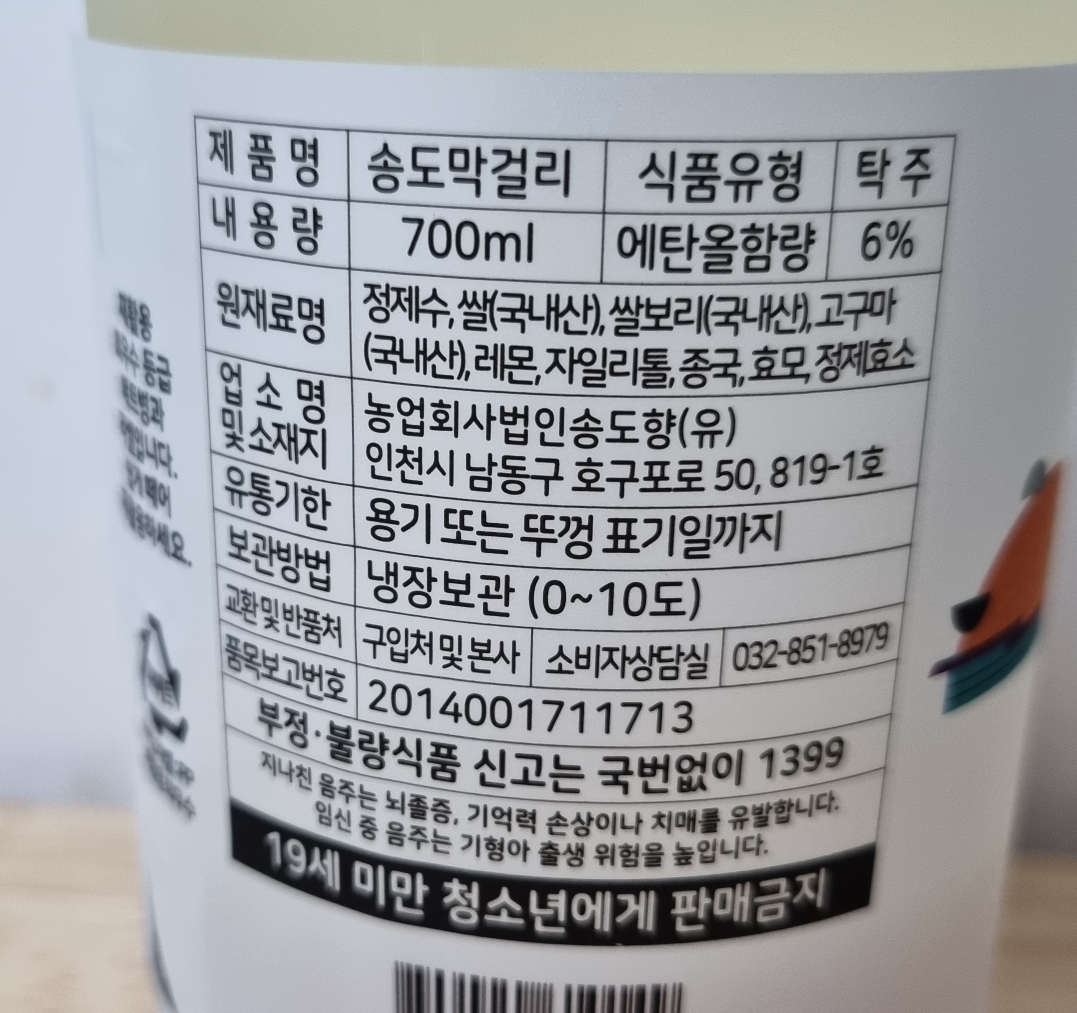 제품명 송도막걸리 식품유형 탁주
내용량 700ml 에탄올함량 6%
원재료명 정제수, 쌀(국내산), 쌀보리(국내산), 고구마
(국내산), 레몬, 자일리톨, 종국, 효모, 정제효소
업소명 농업회사법인송도향(유)
및소재지 인천시 남동구 호구포로 50, 819-1호
유통기한 용기 또는 뚜껑 표기일까지
보관방법 냉장보관 (0~10도)
교환및반품처 구입처 및 본사 소비자상담실 032-851-8979
품목보고번호 2014001711713
부정·불량식품 신고는 국번없이 1399
지나친 음주는 뇌졸증, 기억력 손상이나 치매를 유발합니다.
임신 중 음주는 기형아 출생 위험을 높입니다.
19세 미만 청소년에게 판매금지
재활용
등급